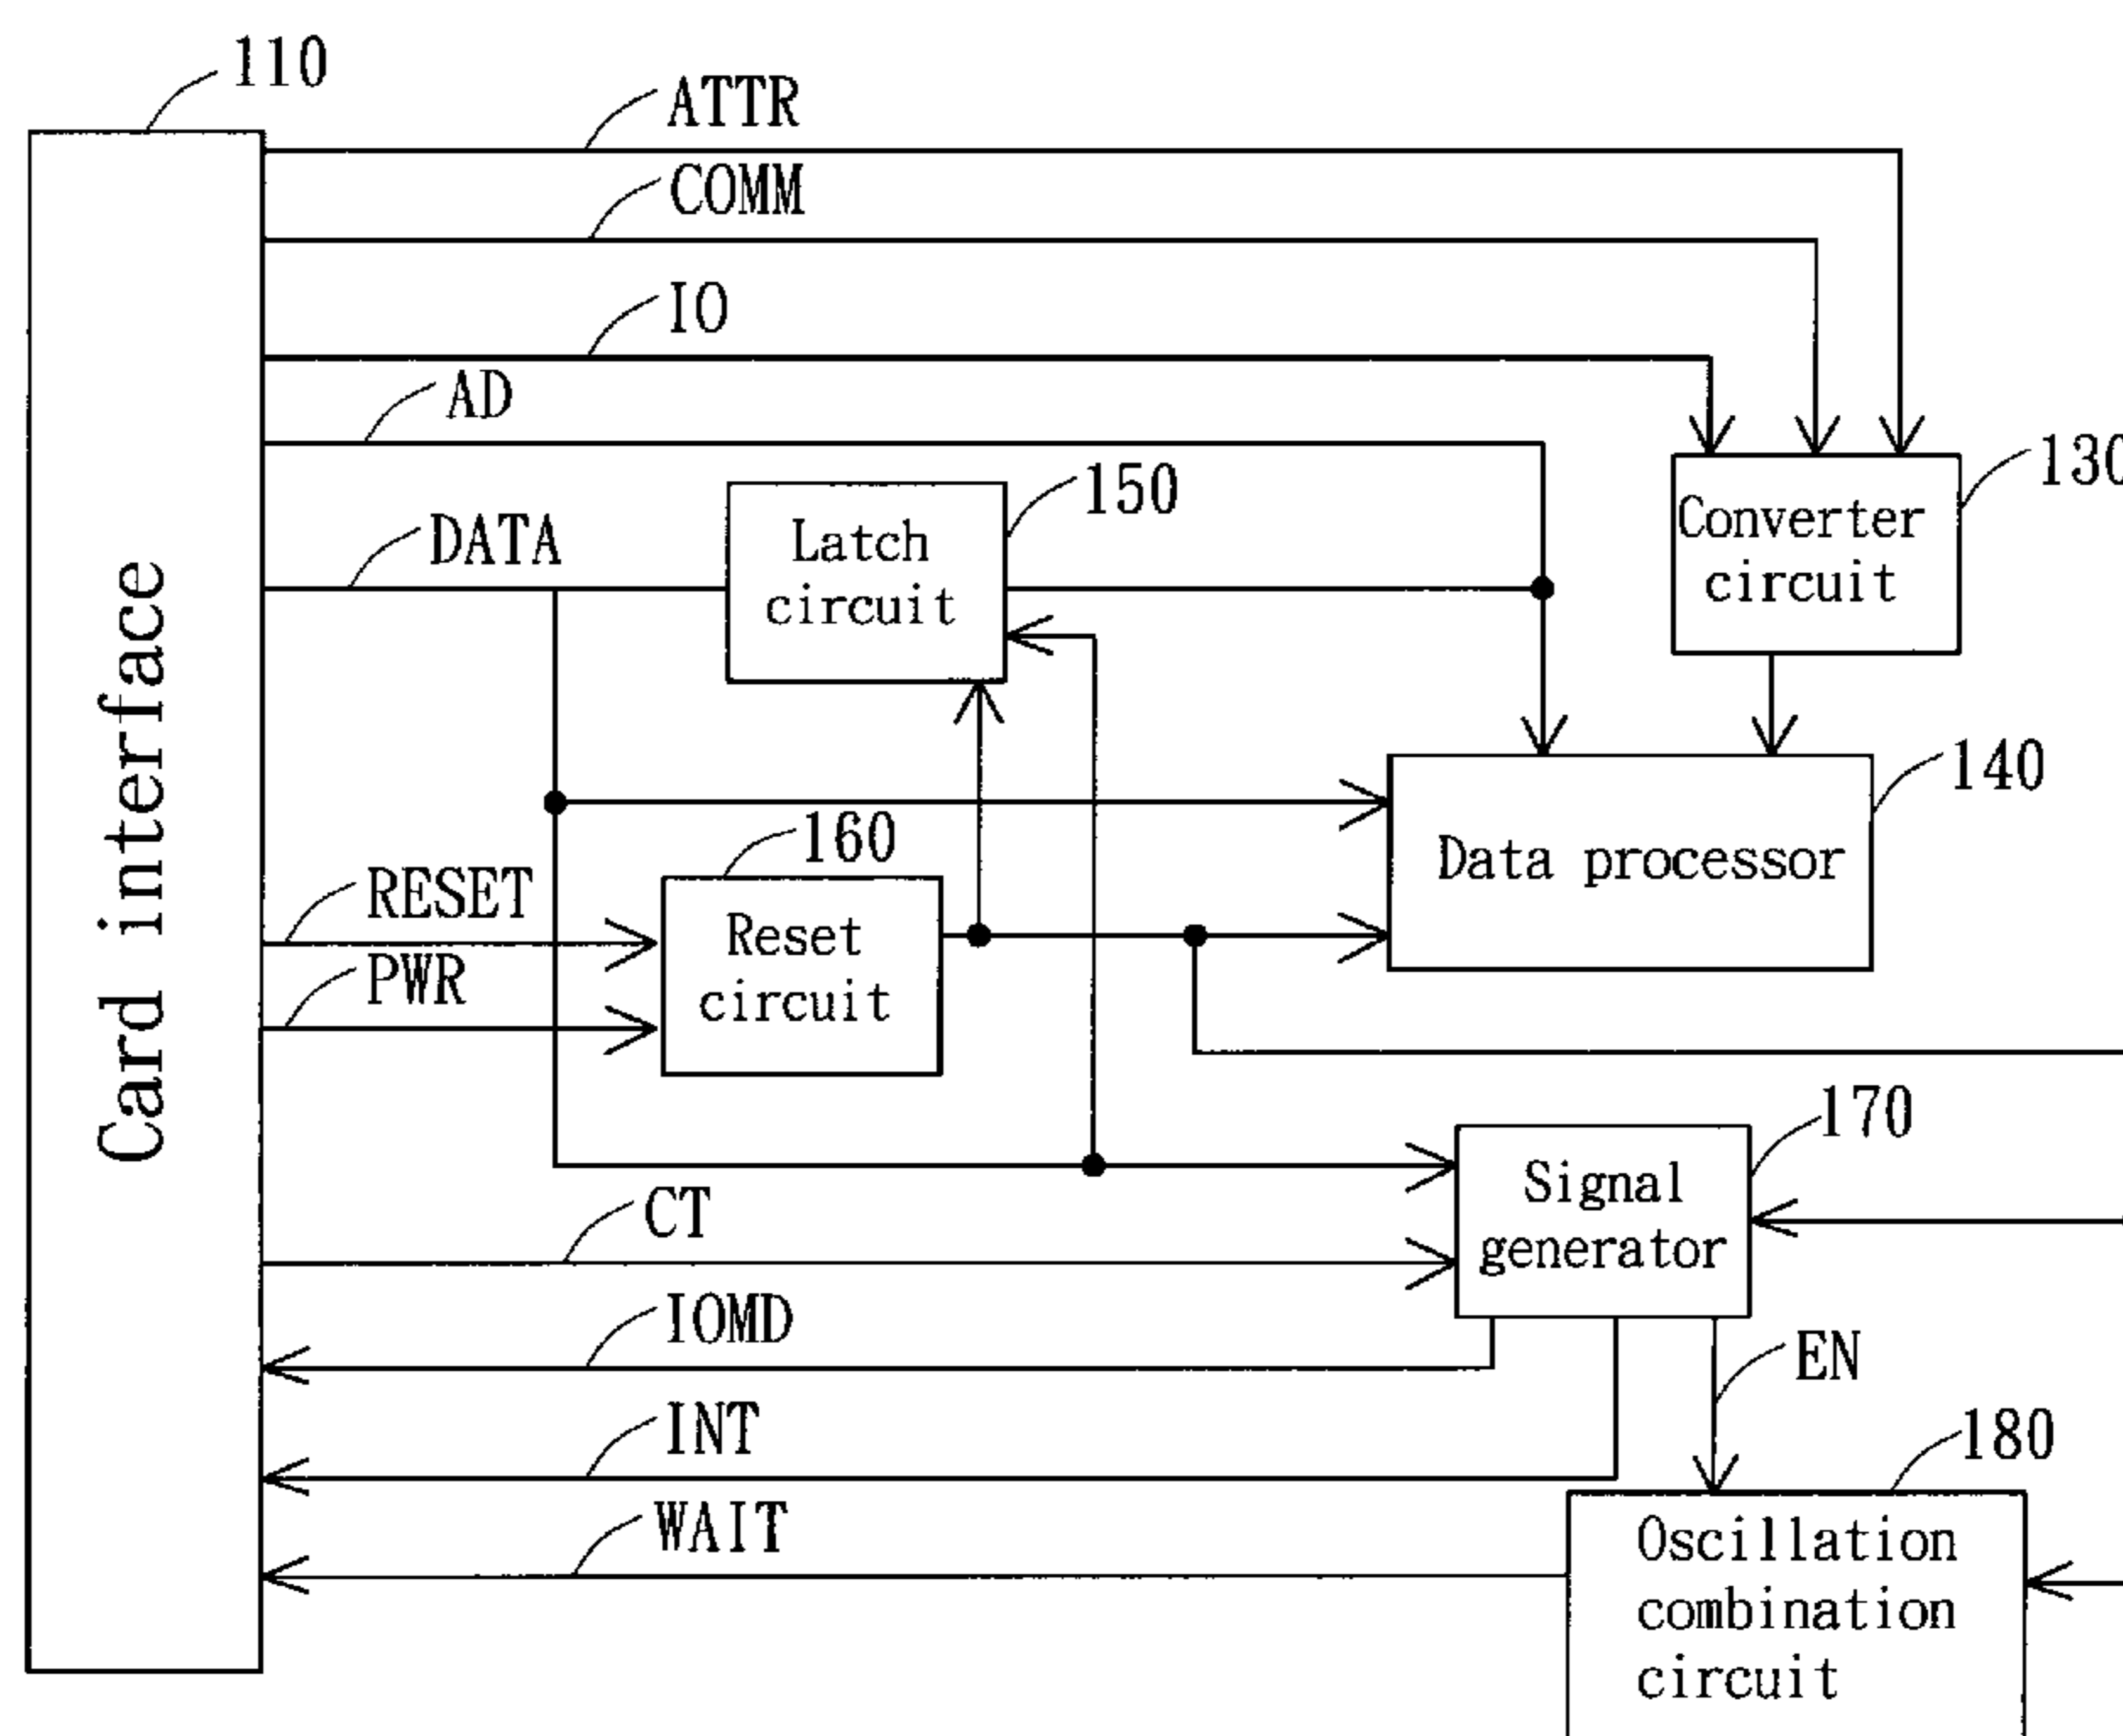 110
ATTR
COMM
IO
AD
130
150
Converter
circuit
Latch
circuit
DATA
Card interface
140
160
Data processor
RESET
Reset
circuit
PWR
170
Signal
generator
CT
IOMD
EN
INT
180
WAIT
Oscillation
combination
circuit